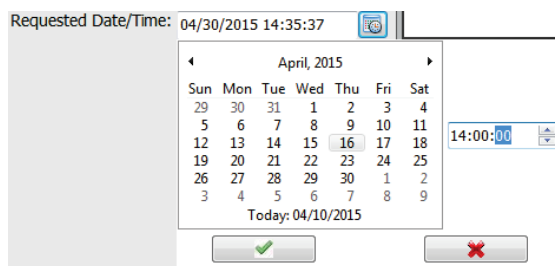 Requested Date/Time: 04/30/2015 14:35:37
April, 2015
Sun Mon Tue Wed Thu Fri Sat
29 30 31 1 2 3 4
5 6 7 8 9 10 11
12 13 14 15 16 17 18
14:00:00
19 20 21 22 23 24 25
26 27 28 29 30 1 2
3 4 5 6 7 8 9
Today: 04/10/2015